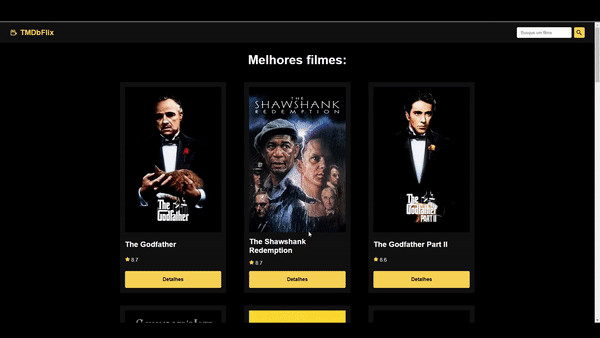 TMDbFlix
Busque um filme
Melhores filmes:
The
Godfather
THE
SHAWSHANK
REDEMPTION
The
Godfather
PART II
The Godfather
The Shawshank
Redemption
The Godfather Part II
8.7
8.7
8.6
Detalhes
Detalhes
Detalhes